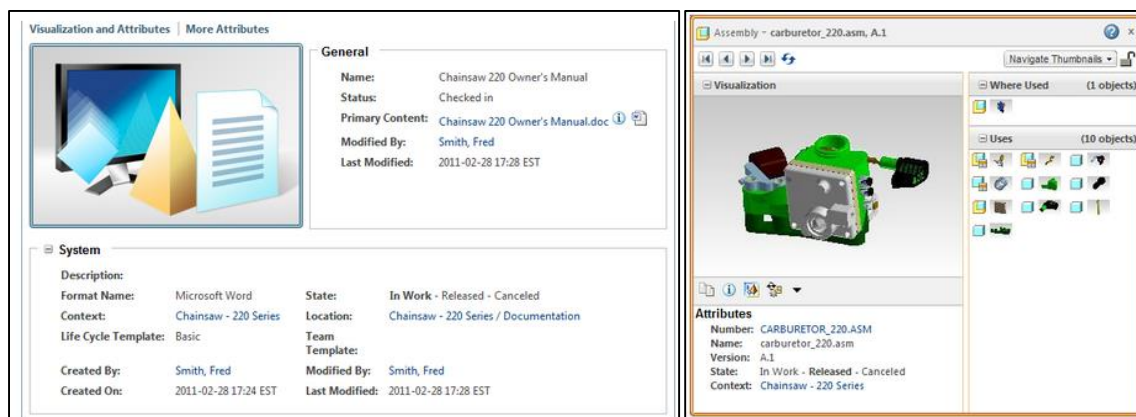 Visualization and Attributes | More Attributes
General
Name: Chainsaw 220 Owner's Manual
Status: Checked in
Primary Content: Chainsaw 220 Owner's Manual.doc
Modified By: Smith, Fred
Last Modified: 2011-02-28 17:28 EST
System
Description:
Format Name: Microsoft Word State: In Work - Released - Canceled
Context: Chainsaw - 220 Series Location: Chainsaw - 220 Series / Documentation
Life Cycle Template: Basic Team
Template:
Created By: Smith, Fred Modified By: Smith, Fred
Created On: 2011-02-28 17:24 EST Last Modified: 2011-02-28 17:28 EST
Assembly - carburetor_220.asm, A.1
Navigate Thumbnails
Visualization
Where Used (1 objects)
Uses (10 objects)
Attributes
Number: CARBURETOR_220.ASM
Name: carburetor_220.asm
Version: A.1
State: In Work - Released - Canceled
Context: Chainsaw - 220 Series